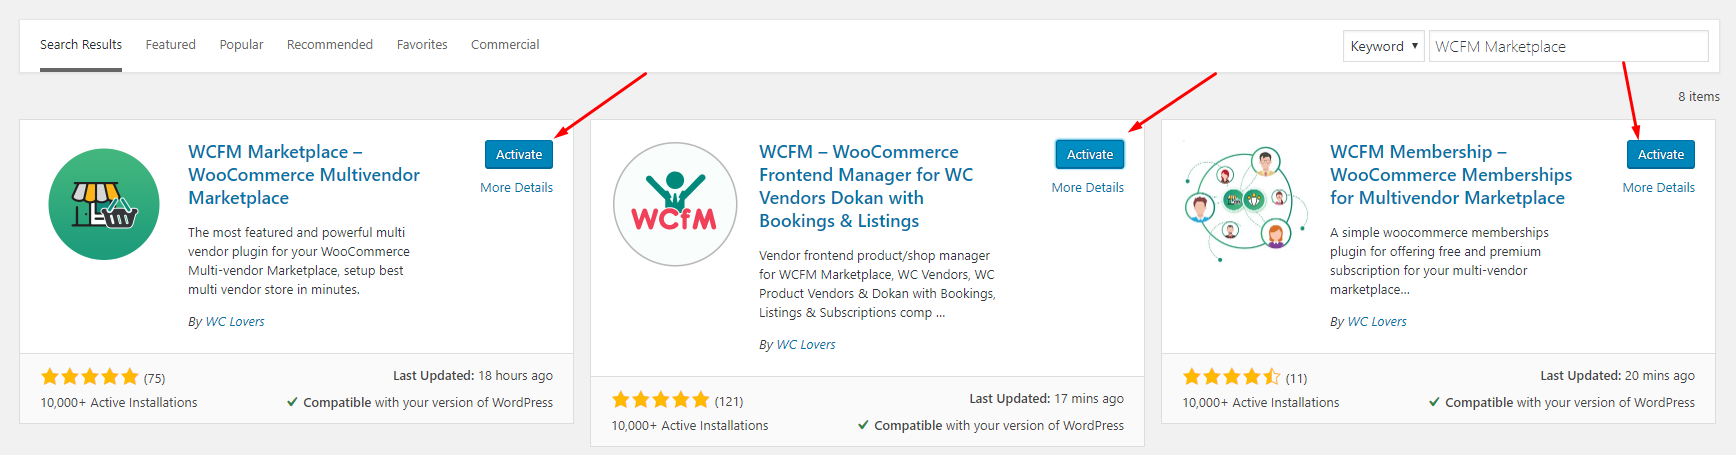 Search Results Featured Popular Recommended Favorites Commercial
Keyword ▼ WCFM Marketplace
8 items
WCFM Marketplace –
WooCommerce Multivendor
Marketplace
Activate
More Details
The most featured and powerful multi
vendor plugin for your WooCommerce
Multi-vendor Marketplace, setup best
multi vendor store in minutes.
By WC Lovers
(75)
Last Updated: 18 hours ago
10,000+ Active Installations
Compatible with your version of WordPress
WCfM
WCFM – WooCommerce
Frontend Manager for WC
Vendors Dokan with
Bookings & Listings
Activate
More Details
Vendor frontend product/shop manager
for WCFM Marketplace, WC Vendors, WC
Product Vendors & Dokan with Bookings,
Listings & Subscriptions comp ...
By WC Lovers
(121)
Last Updated: 17 mins ago
10,000+ Active Installations
Compatible with your version of WordPress
WCFM Membership –
WooCommerce Memberships
for Multivendor Marketplace
Activate
More Details
A simple woocommerce memberships
plugin for offering free and premium
subscription for your multi-vendor
marketplace...
By WC Lovers
(11)
Last Updated: 20 mins ago
10,000+ Active Installations
Compatible with your version of WordPress